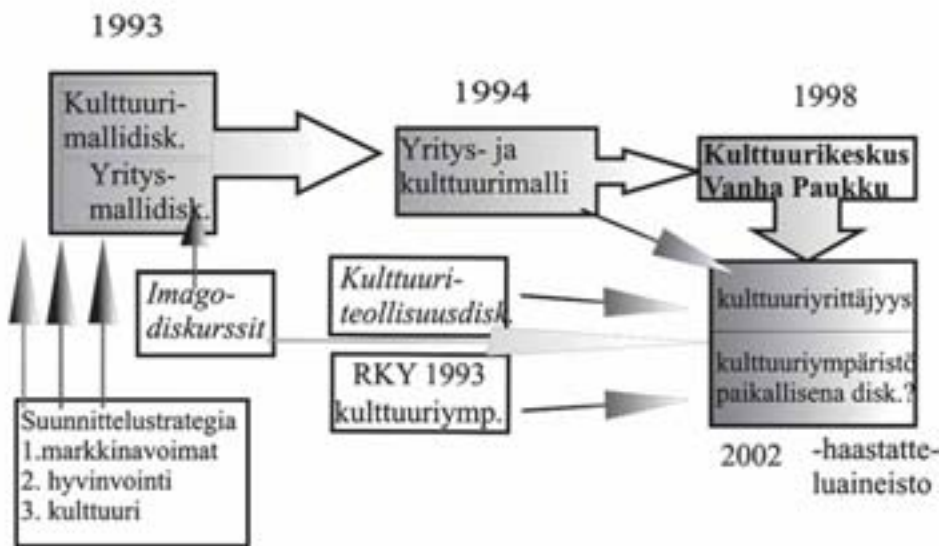 1993
Kulttuuri-
mallidisk.
Yritys-
mallidisk.
1994
Yritys- ja
kulttuurimalli
1998
Kulttuurikeskus
Vanha Paukku
Imago-
diskurssit
Kulttuuri-
teollisuusdisk.
RKY 1993
kulttuuriymp.
kulttuuriyrittäjyys
kulttuuriympäristö
paikallisena disk.?
Suunnittelustrategia
1.markkinavoimat
2. hyvinvointi
3. kulttuuri
2002
-haastatte-
luaineisto